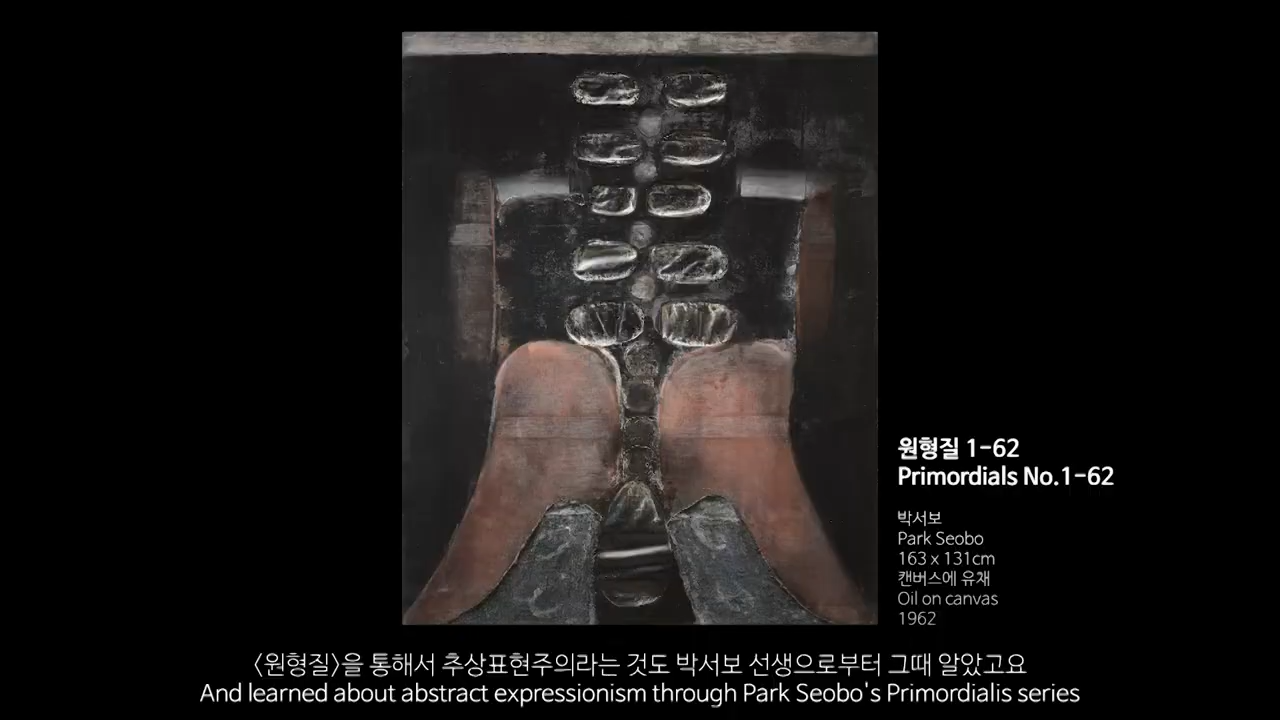 원형질 1-62
Primordials No.1-62
박서보
Park Seobo
163 x 131cm
캔버스에 유채
Oil on canvas
1962
〈원형질〉을 통해서 추상표현주의라는 것도 박서보 선생으로부터 그때 알았고요
And learned about abstract expressionism through Park Seobo's Primordialis series